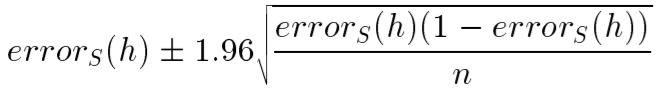 error_S(h) ± 1.96√(error_S(h)(1 − error_S(h)) / n)